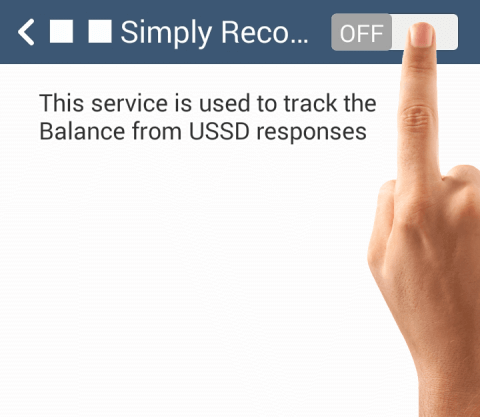 Simply Reco...
OFF
This service is used to track the
Balance from USSD responses